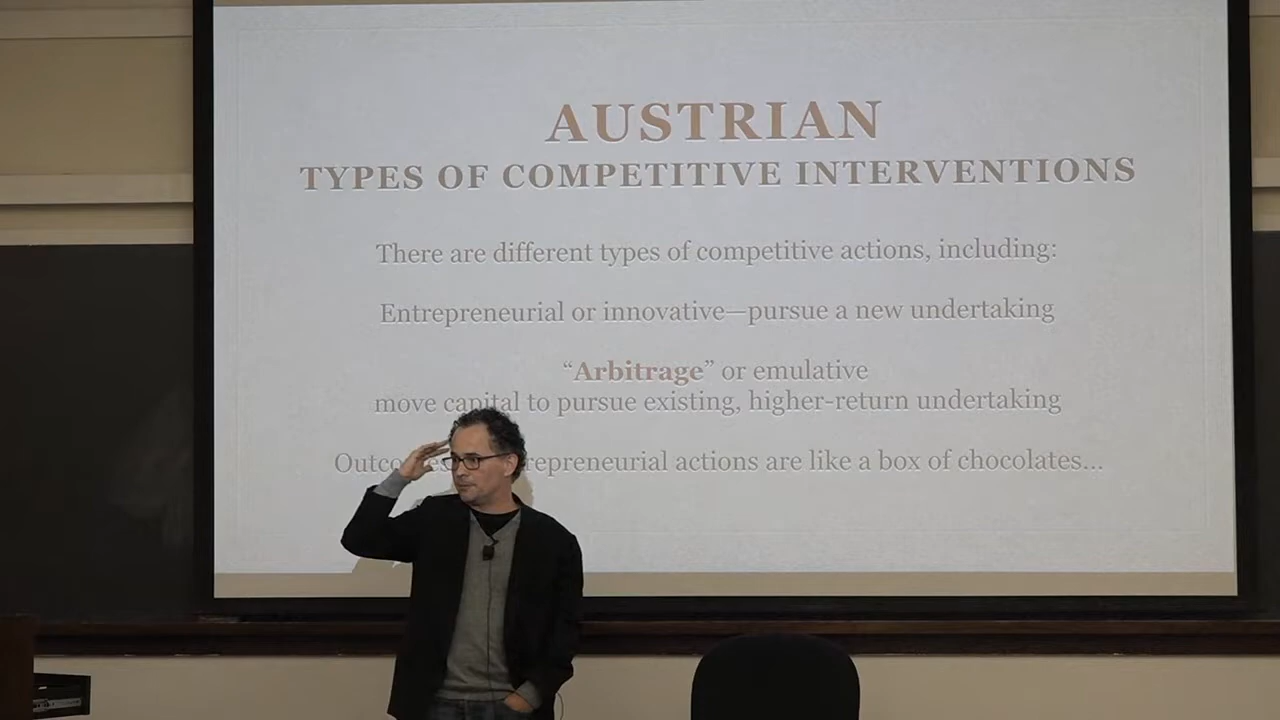 AUSTRIAN
TYPES OF COMPETITIVE INTERVENTIONS
There are different types of competitive actions, including:
Entrepreneurial or innovative—pursue a new undertaking
“Arbitrage” or emulative
move capital to pursue existing, higher-return undertaking
are like a box of chocolates...